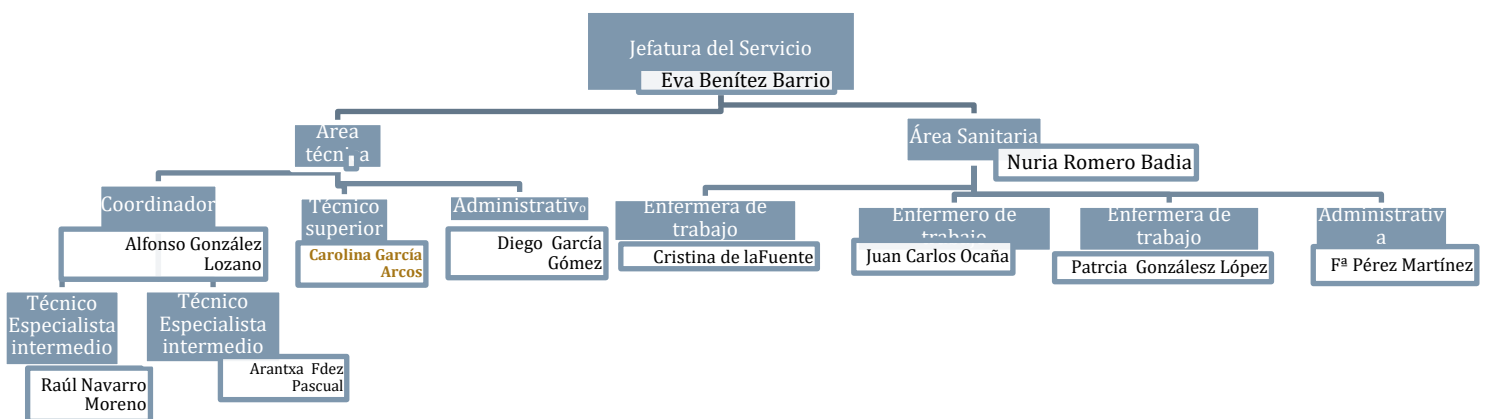 Jefatura del Servicio
Eva Benítez Barrio
Área
técnica
Área Sanitaria
Nuria Romero Badia
Coordinador
Alfonso González
Lozano
Técnico
superior
Carolina García
Arcos
Administrativo
Diego García
Gómez
Enfermera de
trabajo
Cristina de laFuente
Enfermero de
trabajo
Juan Carlos Ocaña
Enfermera de
trabajo
Patrcia Gonzálesz López
Administrativ
a
Fª Pérez Martínez
Técnico
Especialista
intermedio
Raúl Navarro
Moreno
Técnico
Especialista
intermedio
Arantxa Fdez
Pascual